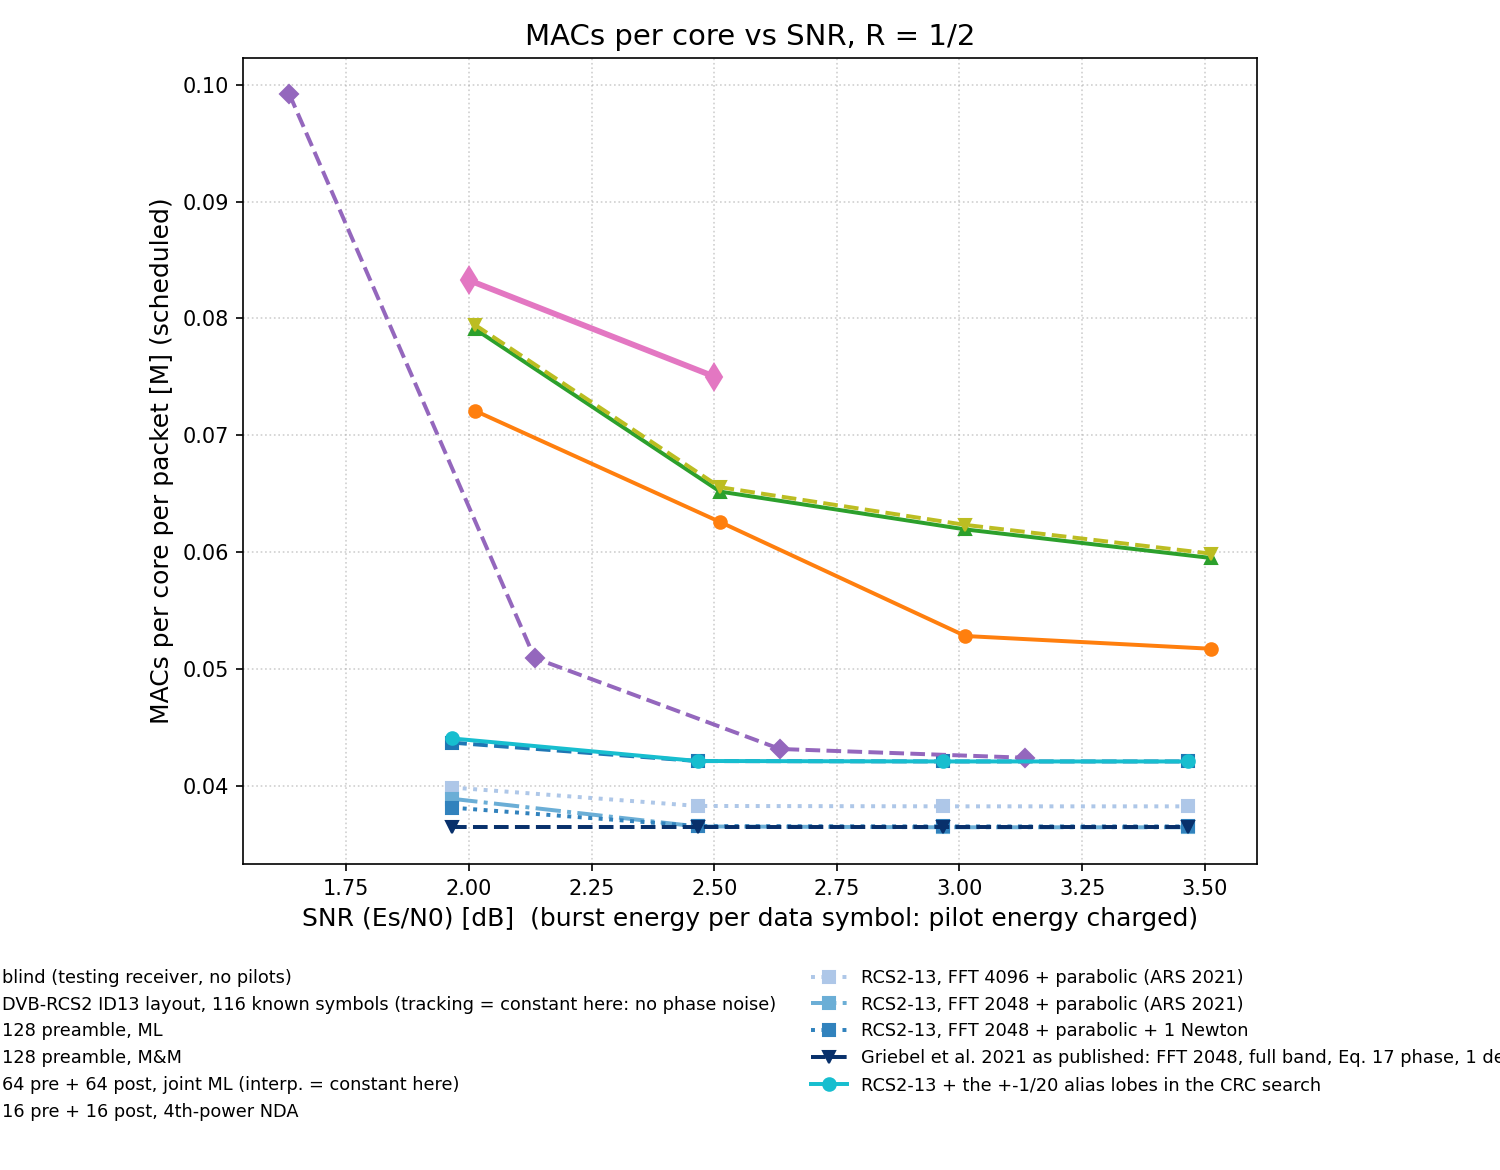 MACs per core vs SNR, R = 1/2
MACs per core per packet [M] (scheduled)
0.10
0.09
0.08
0.07
0.06
0.05
0.04
1.75 2.00 2.25 2.50 2.75 3.00 3.25 3.50
SNR (Es/N0) [dB]  (burst energy per data symbol: pilot energy charged)
blind (testing receiver, no pilots)
DVB-RCS2 ID13 layout, 116 known symbols (tracking = constant here: no phase noise)
128 preamble, ML
128 preamble, M&M
64 pre + 64 post, joint ML (interp. = constant here)
16 pre + 16 post, 4th-power NDA
RCS2-13, FFT 4096 + parabolic (ARS 2021)
RCS2-13, FFT 2048 + parabolic (ARS 2021)
RCS2-13, FFT 2048 + parabolic + 1 Newton
Griebel et al. 2021 as published: FFT 2048, full band, Eq. 17 phase, 1 de
RCS2-13 + the +-1/20 alias lobes in the CRC search